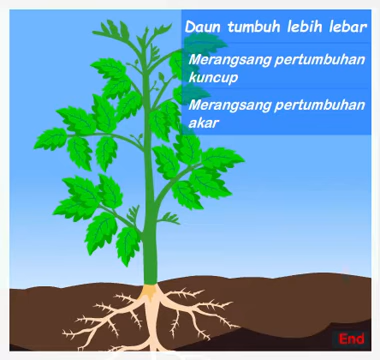 Daun tumbuh lebih lebar
Merangsang pertumbuhan
kuncup
Merangsang pertumbuhan
akar
End